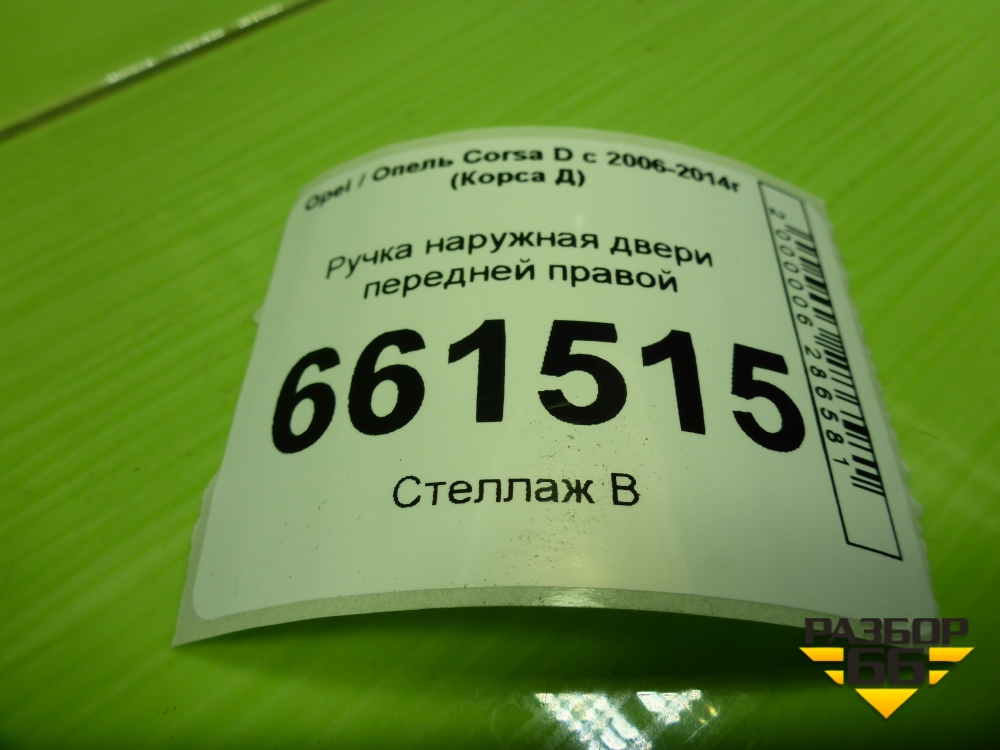 Opel / Опель Corsa D с 2006-2014г
(Корса Д)
Ручка наружная двери
передней правой
661515
Стеллаж В
2000006286581
РАЗБОР
66